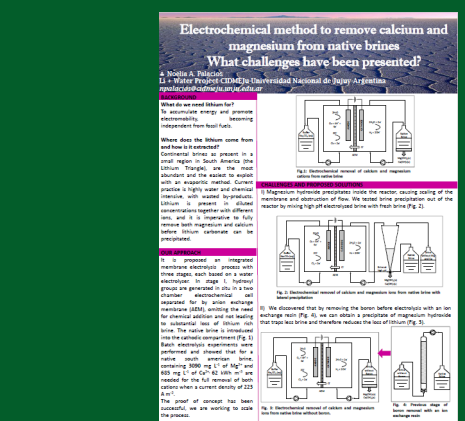 Electrochemical method to remove calcium and
magnesium from native brines
What challenges have been presented?
Noelia A. Palacios
Li + Water Project-CIDMEJu-Universidad Nacional de Jujuy-Argentina
npalacios@cidmeju.unju.edu.ar
BACKGROUND
What do we need lithium for?
To accumulate energy and promote
electromobility, becoming
independent from fossil fuels.
Where does the lithium come from
and how is it extracted?
Continental brines as present in a
small region in South America (the
Lithium Triangle), are the most
abundant and the easiest to exploit
with an evaporitic method. Current
practice is highly water and chemical
intensive, with wasted by-products.
Lithium is present in diluted
concentrations together with different
ions, and it is imperative to fully
remove both magnesium and calcium
before lithium carbonate can be
precipitated.
OUR APPROACH
It is proposed an integrated
membrane electrolysis process with
three stages, each based on a water
electrolyzer. In stage I, hydroxyl
groups are generated in situ in a two
chamber electrochemical cell
separated for by anion exchange
membrane (AEM), omitting the need
for chemical addition and not leading
to substantial loss of lithium rich
brine. The native brine is introduced
into the cathodic compartment (Fig. 1)
Batch electrolysis experiments were
performed and showed that for a
native south american brine,
containing 3090 mg L⁻¹ of Mg²⁺ and
685 mg L⁻¹ of Ca²⁺ 62 kWh m⁻³ are
needed for the full removal of both
cations when a current density of 223
A m⁻².
The proof of concept has been
successful, we are working to scale
the process.
Fig.1: Electrochemical removal of calcium and magnesium
cations from native brine
CHALLENGES AND PROPOSED SOLUTIONS
I) Magnesium hydroxide precipitates inside the reactor, causing scaling of the
membrane and obstruction of flow. We tested brine precipitation out of the
reactor by mixing high pH electrolyzed brine with fresh brine (Fig. 2).
Fig. 2: Electrochemical removal of calcium and magnesium ions from native brine with
lateral precipitation
II) We discovered that by removing the boron before electrolysis with an ion
exchange resin (Fig. 4), we can obtain a precipitate of magnesium hydroxide
that traps less brine and therefore reduces the loss of lithium (Fig. 3).
Fig. 3: Electrochemical removal of calcium and magnesium
ions from native brine without boron.
Fig. 4: Previous stage of
boron removal with an ion
exchange resin